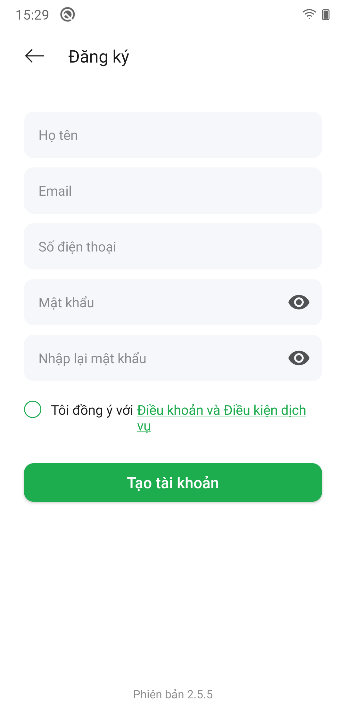 15:29
Đăng ký
Họ tên
Email
Số điện thoại
Mật khẩu
Nhập lại mật khẩu
Tôi đồng ý với Điều khoản và Điều kiện dịch
vụ
Tạo tài khoản
Phiên bản 2.5.5